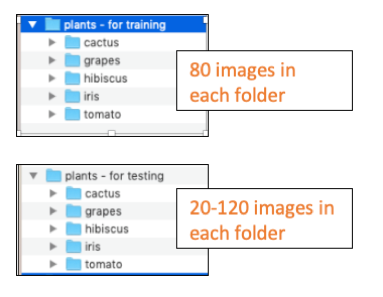 plants - for training
cactus
grapes
hibiscus
iris
tomato
80 images in
each folder
plants - for testing
cactus
grapes
hibiscus
iris
tomato
20-120 images in
each folder